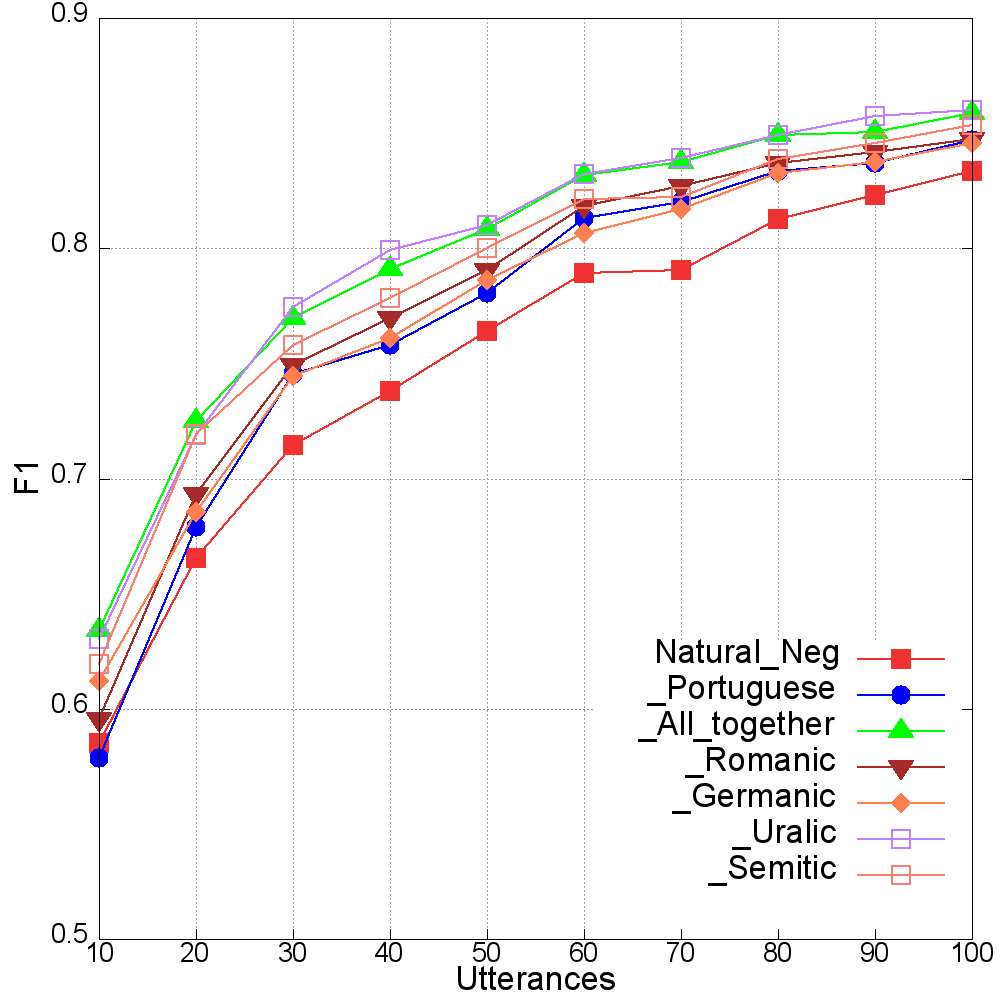 0.9
0.8
0.7
0.6
0.5
F1
10 20 30 40 50 60 70 80 90 100
Utterances
Natural_Neg
_Portuguese
_All_together
_Romanic
_Germanic
_Uralic
_Semitic